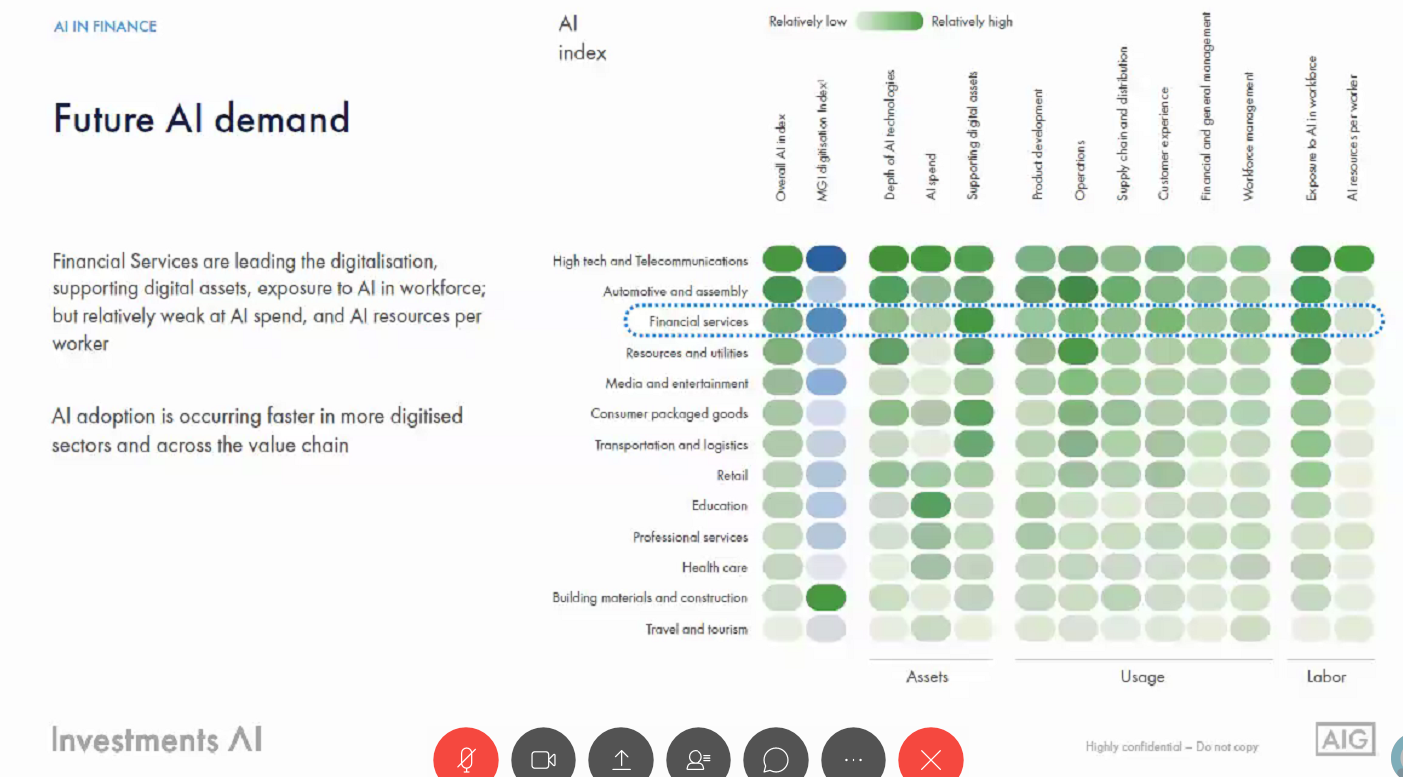 AI IN FINANCE
Future AI demand
Financial Services are leading the digitalisation,
supporting digital assets, exposure to AI in workforce;
but relatively weak at AI spend, and AI resources per
worker
AI adoption is occurring faster in more digitised
sectors and across the value chain
AI
index
Relatively low
Relatively high
Overall AI index
MGI digitisation Index¹
Depth of AI technologies
AI spend
Supporting digital assets
Product development
Operations
Supply chain and distribution
Customer experience
Financial and general management
Workforce management
Exposure to AI in workforce
AI resources per worker
High tech and Telecommunications
Automotive and assembly
Financial services
Resources and utilities
Media and entertainment
Consumer packaged goods
Transportation and logistics
Retail
Education
Professional services
Health care
Building materials and construction
Travel and tourism
Assets
Usage
Labor
Investments AI
Highly confidential – Do not copy
AIG